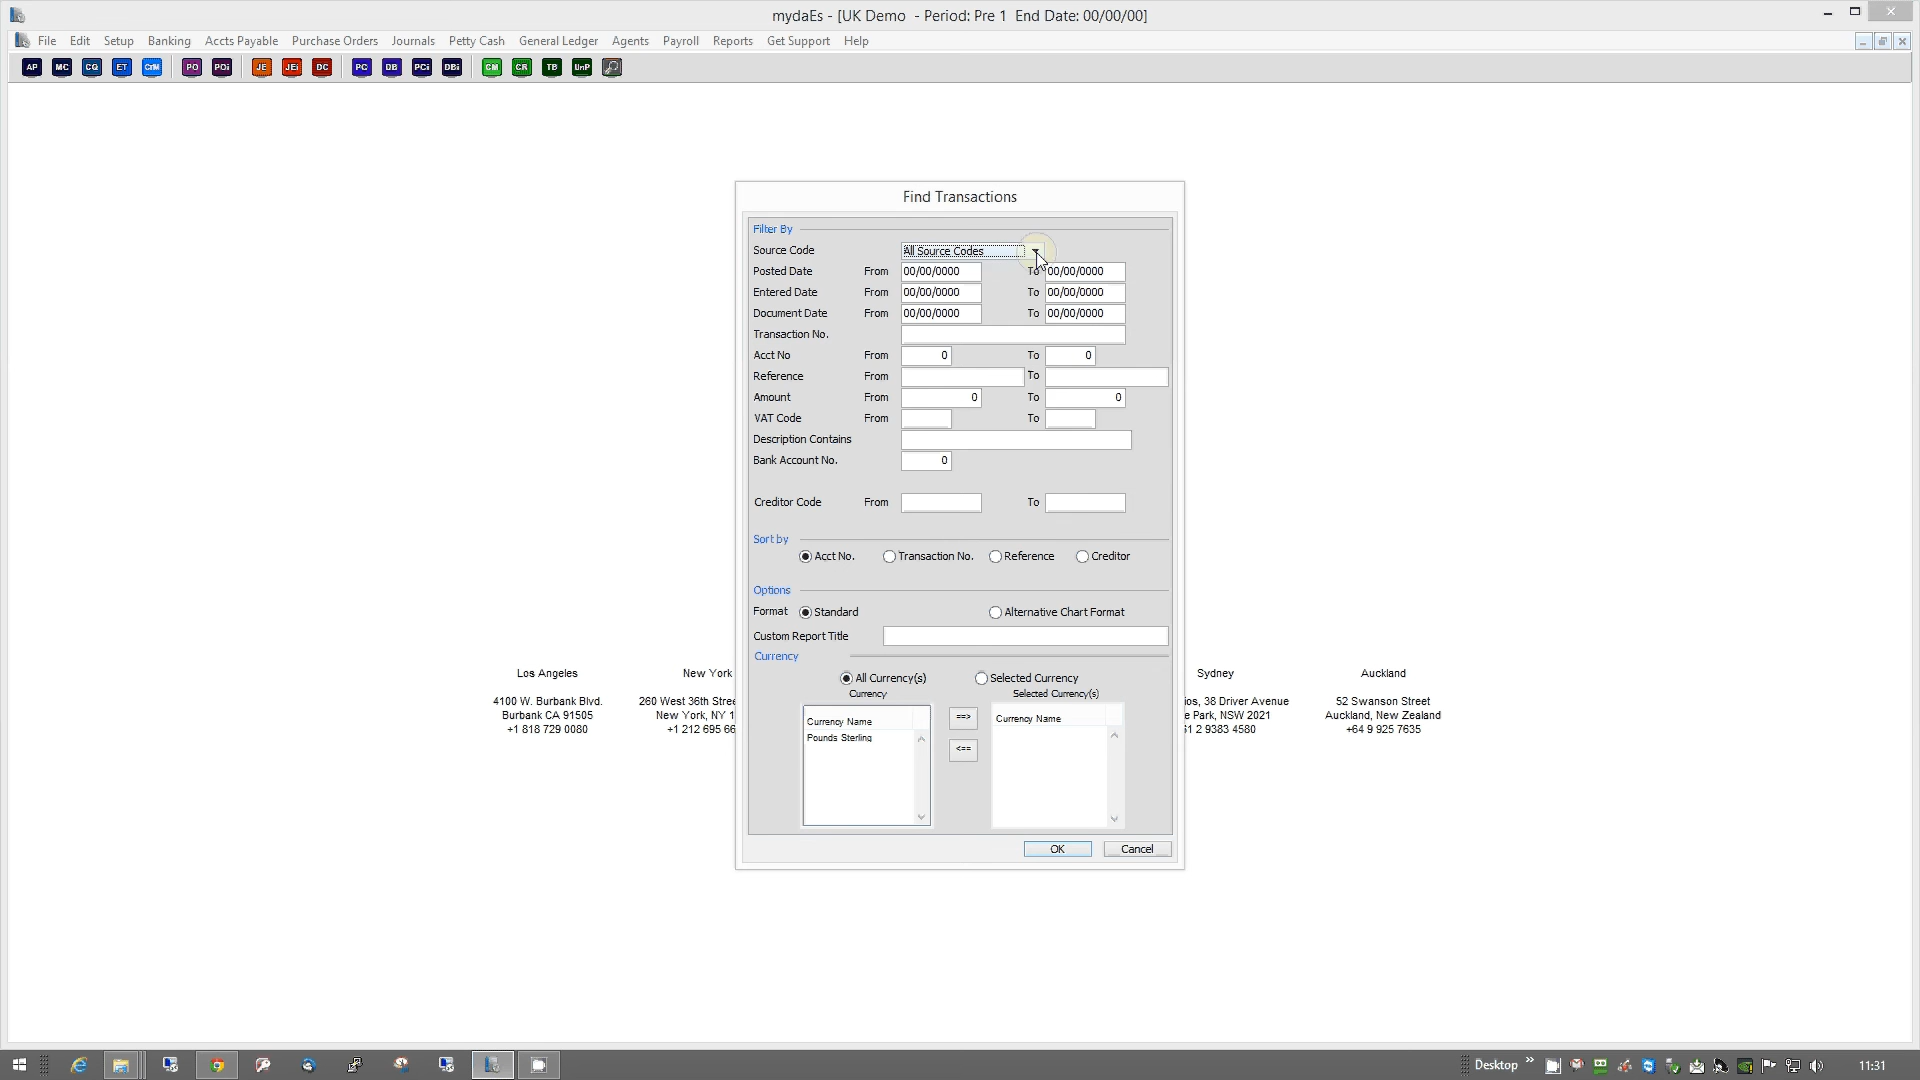 mydaEs - [UK Demo - Period: Pre 1 End Date: 00/00/00]
File Edit Setup Banking Accts Payable Purchase Orders Journals Petty Cash General Ledger Agents Payroll Reports Get Support Help
AP MC CQ ET CrM PO POi JE JEi DC PC DB PCi DBi CM CR TB UnP
Find Transactions
Filter By
Source Code All Source Codes
Posted Date From 00/00/0000 To 00/00/0000
Entered Date From 00/00/0000 To 00/00/0000
Document Date From 00/00/0000 To 00/00/0000
Transaction No.
Acct No From 0 To 0
Reference From To
Amount From 0 To 0
VAT Code From To
Description Contains
Bank Account No. 0
Creditor Code From To
Sort by
Acct No. Transaction No. Reference Creditor
Options
Format Standard Alternative Chart Format
Custom Report Title
Currency
All Currency(s) Selected Currency
Currency Selected Currency(s)
Currency Name ==> Currency Name
Pounds Sterling
<==
OK Cancel
Los Angeles
4100 W. Burbank Blvd.
Burbank CA 91505
+1 818 729 0080
New York
260 West 36th Stree
New York, NY 1
+1 212 695 66
Sydney
ios, 38 Driver Avenue
e Park, NSW 2021
61 2 9383 4580
Auckland
52 Swanson Street
Auckland, New Zealand
+64 9 925 7635
Desktop 11:31